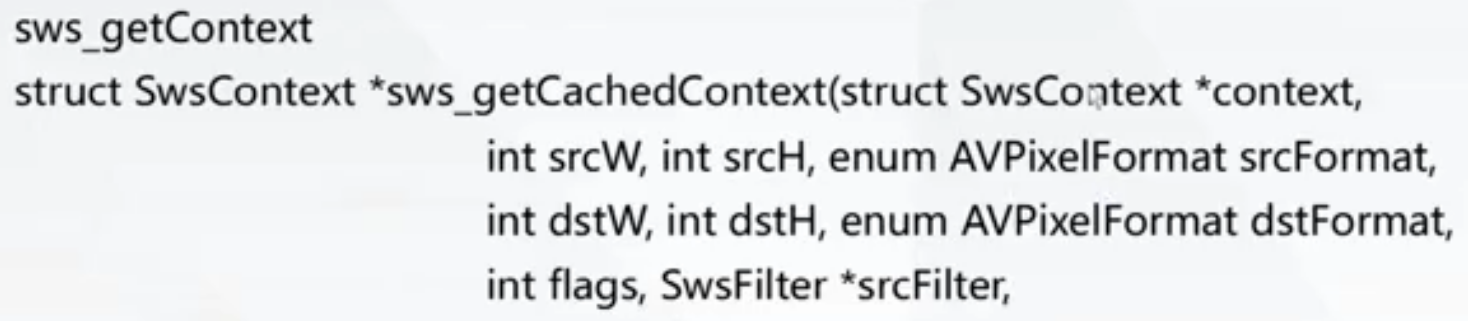 sws_getContext
struct SwsContext *sws_getCachedContext(struct SwsContext *context,
int srcW, int srcH, enum AVPixelFormat srcFormat,
int dstW, int dstH, enum AVPixelFormat dstFormat,
int flags, SwsFilter *srcFilter,